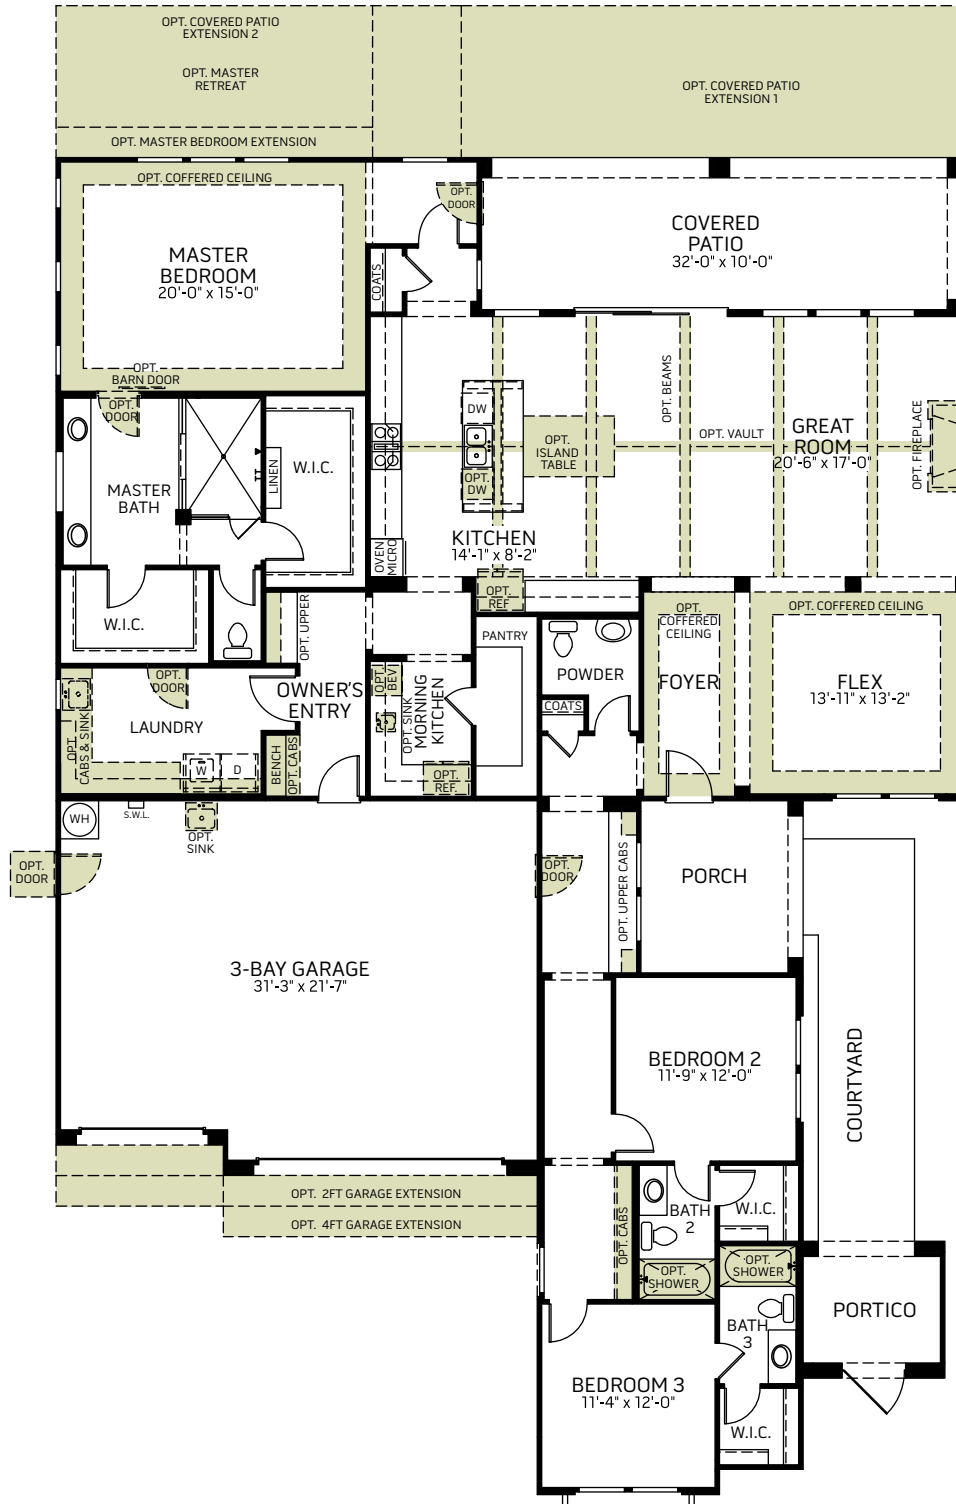 OPT. COVERED PATIO
EXTENSION 2
OPT. MASTER
RETREAT
OPT. COVERED PATIO
EXTENSION 1
OPT. MASTER BEDROOM EXTENSION
OPT. COFFERED CEILING
OPT.
DOOR
MASTER
BEDROOM
20'-0" x 15'-0"
COATS
COVERED
PATIO
32'-0" x 10'-0"
OPT.
BARN DOOR
OPT.
DOOR
MASTER
BATH
LINEN
W.I.C.
DW
OPT.
DW
OPT.
ISLAND
TABLE
OPT. BEAMS
OPT. VAULT
GREAT
ROOM
20'-6" x 17'-0"
OPT. FIREPLACE
KITCHEN
14'-1" x 8'-2"
OVEN
MICRO
OPT.
REF
W.I.C.
OPT. UPPER
PANTRY
POWDER
COATS
OPT.
COFFERED
CEILING
FOYER
OPT. COFFERED CEILING
FLEX
13'-11" x 13'-2"
OPT.
DOOR
LAUNDRY
OPT.
CABS & SINK
W
D
OWNER'S
ENTRY
BENCH
OPT. CABS
OPT.
BEV
OPT. SINK
MORNING
KITCHEN
OPT.
REF.
WH
S.W.L.
OPT.
SINK
OPT.
DOOR
OPT.
DOOR
OPT. UPPER CABS
PORCH
3-BAY GARAGE
31'-3" x 21'-7"
BEDROOM 2
11'-9" x 12'-0"
COURTYARD
OPT. 2FT GARAGE EXTENSION
OPT. 4FT GARAGE EXTENSION
OPT. CABS
BATH
2
W.I.C.
OPT.
SHOWER
OPT.
SHOWER
BATH
3
PORTICO
BEDROOM 3
11'-4" x 12'-0"
W.I.C.